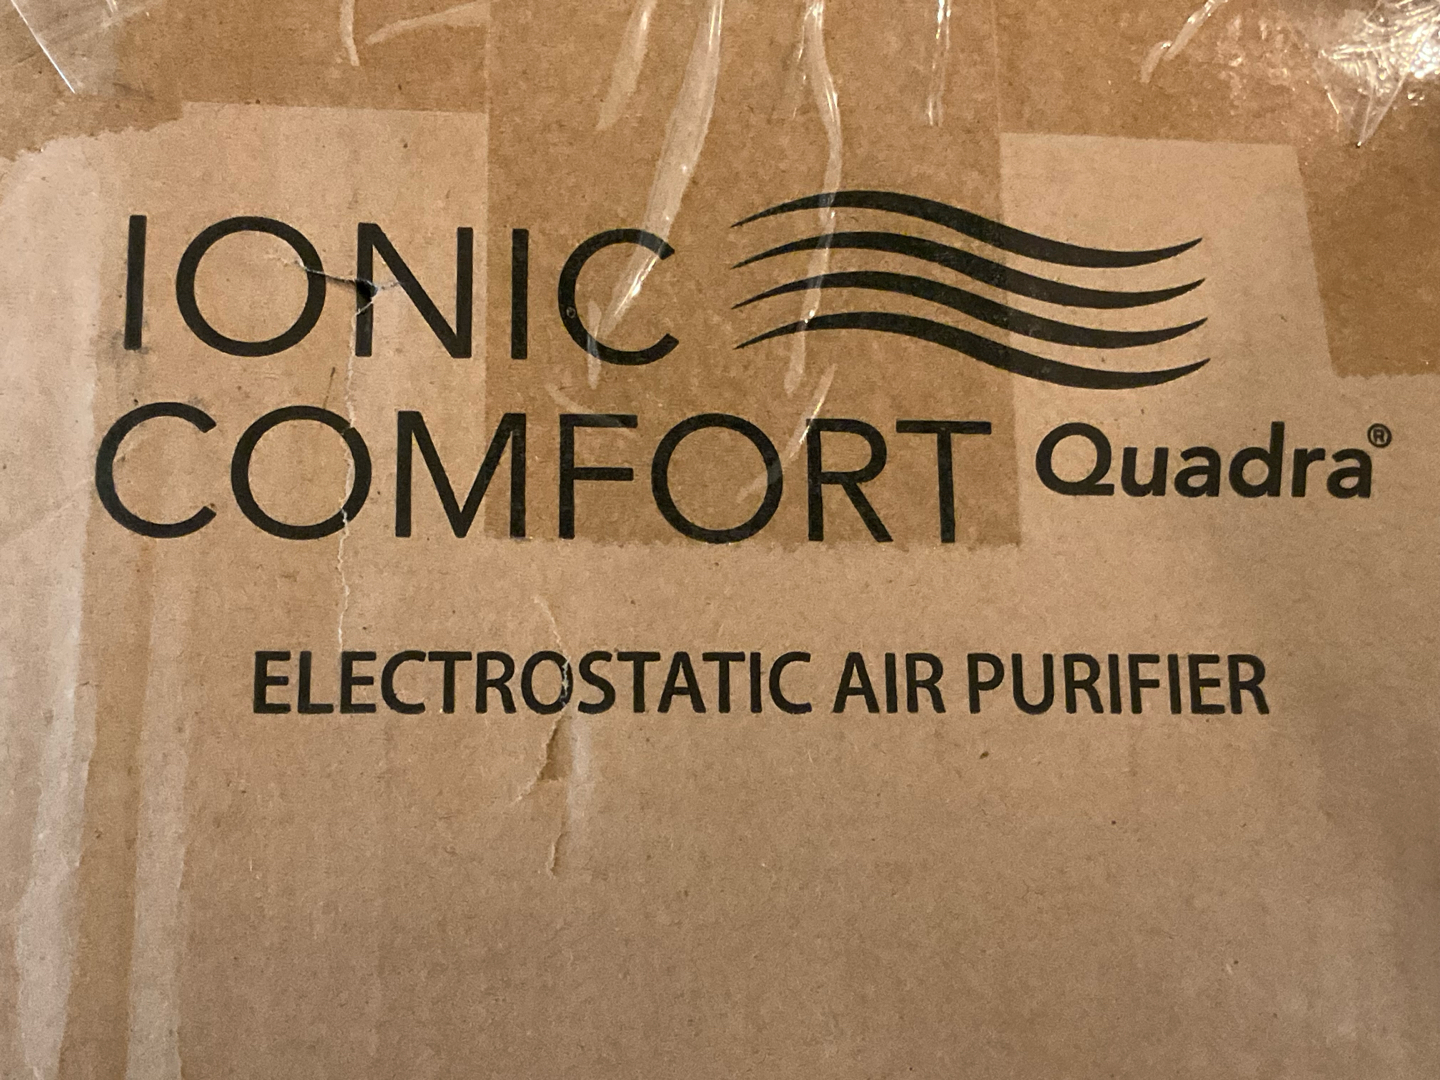 IONIC
COMFORT Quadra®
ELECTROSTATIC AIR PURIFIER